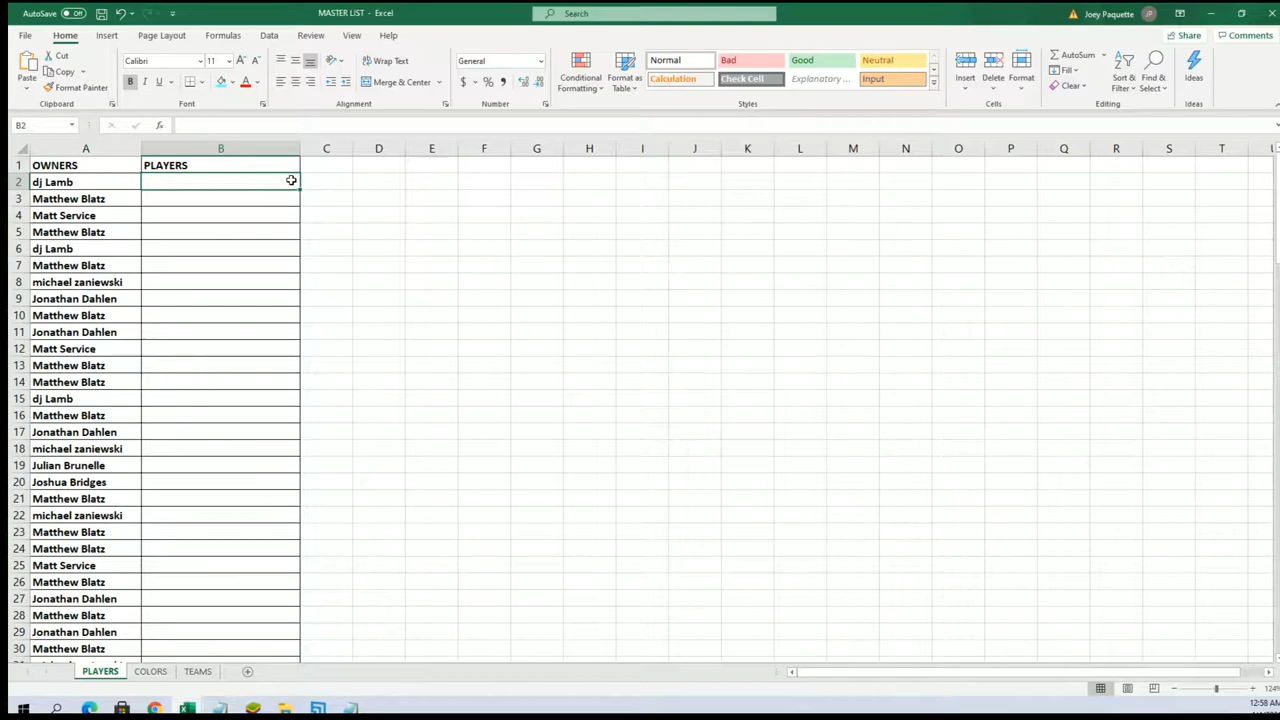 AutoSave Off MASTER LIST - Excel Search Joey Paquette JP
File Home Insert Page Layout Formulas Data Review View Help Share Comments
Paste Cut Copy Format Painter Clipboard
Calibri 11 A A B I U A Font
Wrap Text Merge & Center Alignment
General $ % , Number
Conditional Formatting Format as Table
Normal Bad Good Neutral
Calculation Check Cell Explanatory ... Input
Styles
Insert Delete Format Cells
AutoSum Fill Clear Sort & Filter Find & Select Editing
Ideas Ideas
B2 fx
A B C D E F G H I J K L M N O P Q R S T U
1 OWNERS PLAYERS
2 dj Lamb
3 Matthew Blatz
4 Matt Service
5 Matthew Blatz
6 dj Lamb
7 Matthew Blatz
8 michael zaniewski
9 Jonathan Dahlen
10 Matthew Blatz
11 Jonathan Dahlen
12 Matt Service
13 Matthew Blatz
14 Matthew Blatz
15 dj Lamb
16 Matthew Blatz
17 Jonathan Dahlen
18 michael zaniewski
19 Julian Brunelle
20 Joshua Bridges
21 Matthew Blatz
22 michael zaniewski
23 Matthew Blatz
24 Matthew Blatz
25 Matt Service
26 Matthew Blatz
27 Jonathan Dahlen
28 Matthew Blatz
29 Jonathan Dahlen
30 Matthew Blatz
PLAYERS COLORS TEAMS
124%
12:58 AM